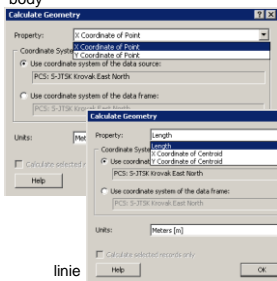 body
Calculate Geometry
Property: X Coordinate of Point
X Coordinate of Point
Y Coordinate of Point
Coordinate Syste
Use coordinate system of the data source:
PCS: S-JTSK Krovak East North
Use coordinate system of the data frame:
PCS: S-JTSK Krovak East North
Units: Met
Calculate selected r
Help
Calculate Geometry
Property: Length
Length
X Coordinate of Centroid
Y Coordinate of Centroid
Coordinate Syste
Use coordinat
PCS: S-JTSK Krovak East North
Use coordinate system of the data frame:
PCS: S-JTSK Krovak East North
Units: Meters [m]
Calculate selected records only
Help OK
linie